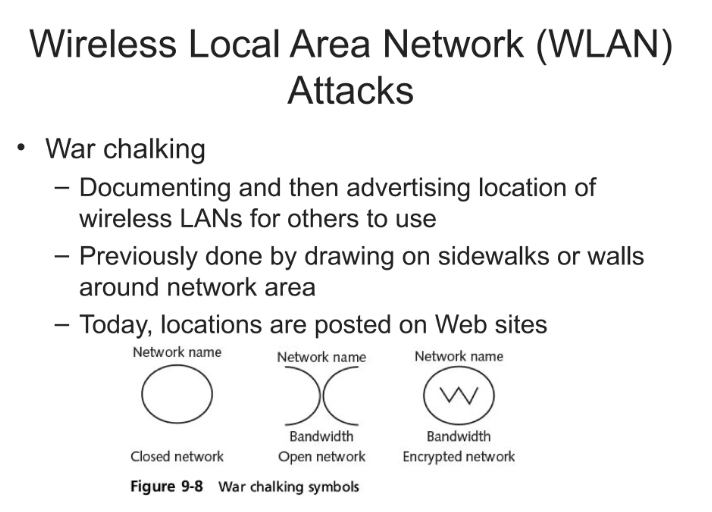 Wireless Local Area Network (WLAN)
Attacks
• War chalking
– Documenting and then advertising location of
wireless LANs for others to use
– Previously done by drawing on sidewalks or walls
around network area
– Today, locations are posted on Web sites
Network name
Closed network
Network name
Bandwidth
Open network
Network name
W
Bandwidth
Encrypted network
Figure 9-8 War chalking symbols